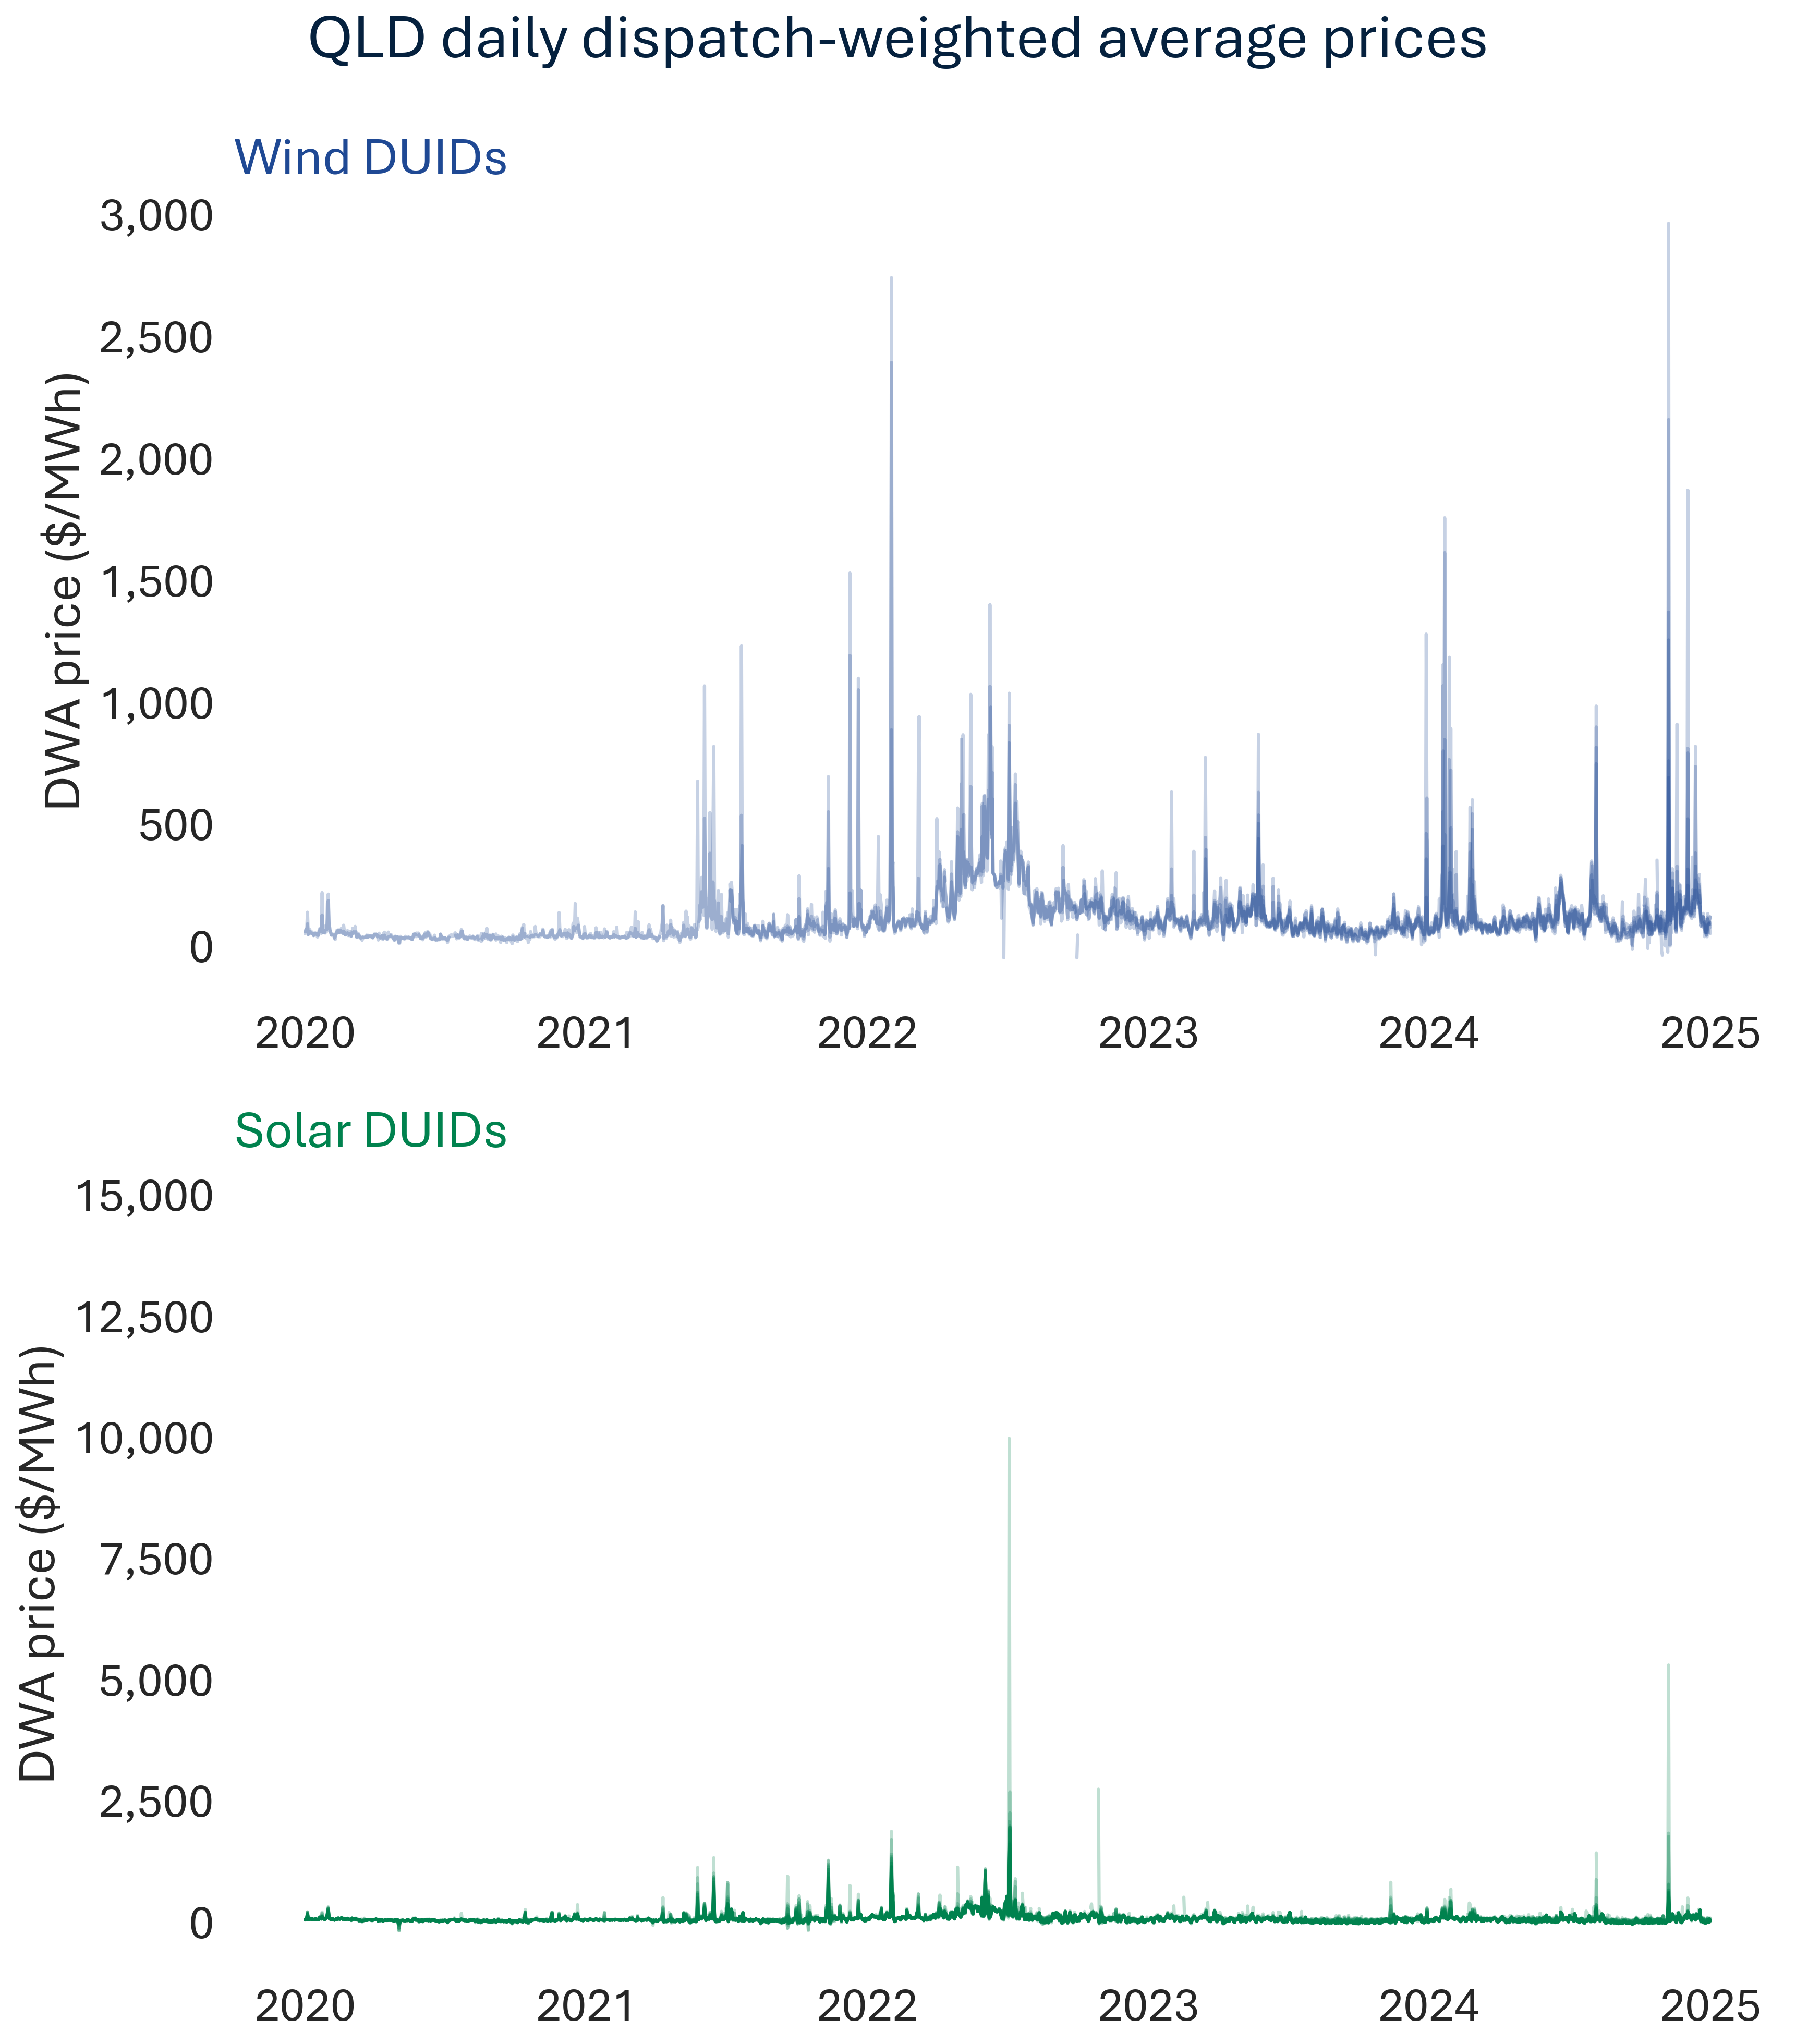 QLD daily dispatch-weighted average prices
Wind DUIDs
DWA price ($/MWh)
3,000
2,500
2,000
1,500
1,000
500
0
2020 2021 2022 2023 2024 2025
Solar DUIDs
DWA price ($/MWh)
15,000
12,500
10,000
7,500
5,000
2,500
0
2020 2021 2022 2023 2024 2025